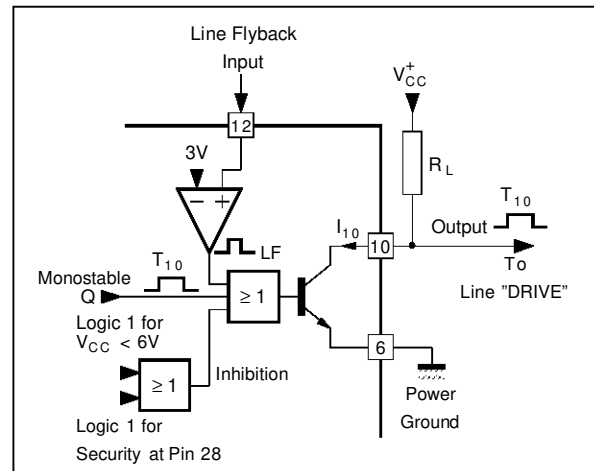 Line Flyback
Input
V+CC
12
3V
− +
RL
T10
I10
Output
10
LF
T10
To
Monostable
Q
≥ 1
Line "DRIVE"
Logic 1 for
VCC < 6V
6
≥ 1
Inhibition
Power
Ground
Logic 1 for
Security at Pin 28